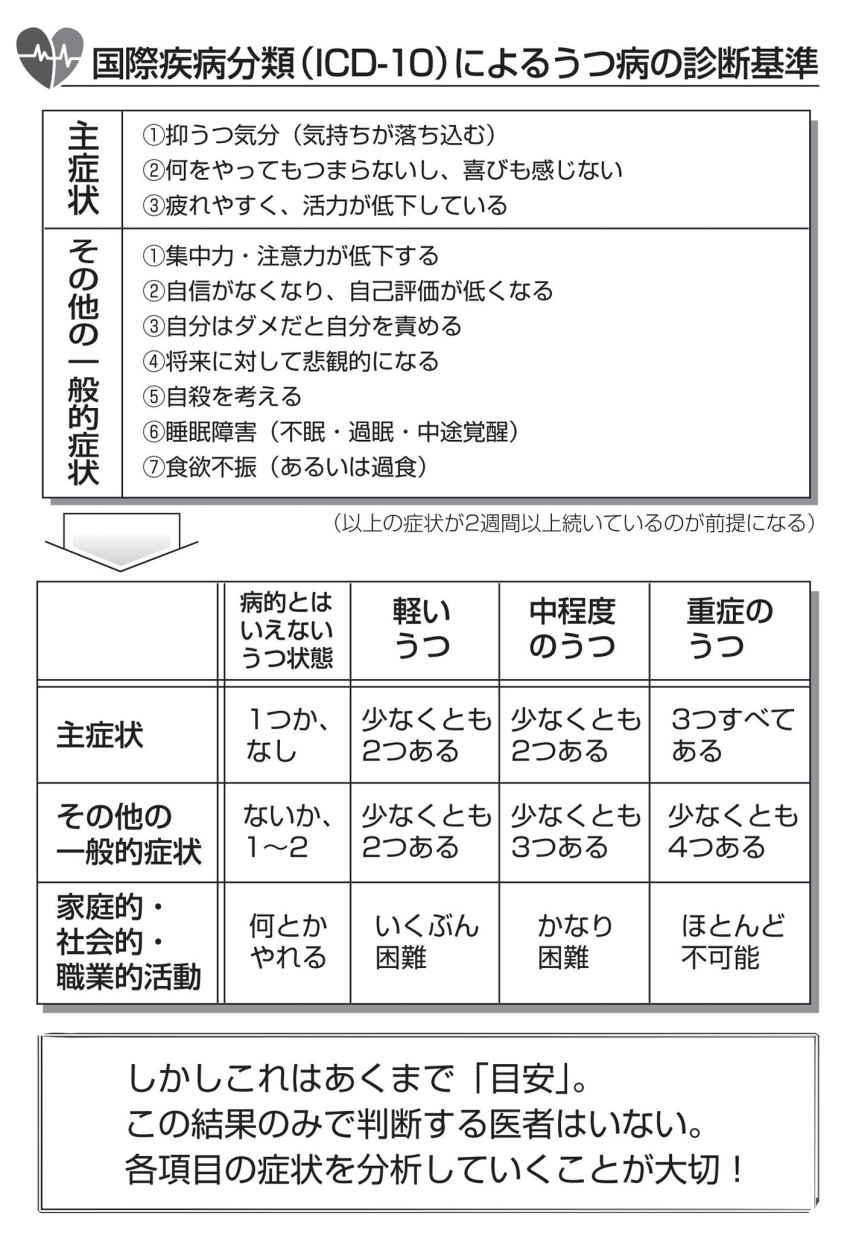 国際疾病分類（ICD-10）によるうつ病の診断基準
主症状
①抑うつ気分（気持ちが落ち込む）
②何をやってもつまらないし、喜びも感じない
③疲れやすく、活力が低下している
その他の一般的症状
①集中力・注意力が低下する
②自信がなくなり、自己評価が低くなる
③自分はダメだと自分を責める
④将来に対して悲観的になる
⑤自殺を考える
⑥睡眠障害（不眠・過眠・中途覚醒）
⑦食欲不振（あるいは過食）
（以上の症状が2週間以上続いているのが前提になる）
病的とは
いえない
うつ状態
軽い
うつ
中程度
のうつ
重症の
うつ
主症状
1つか、
なし
少なくとも
2つある
少なくとも
2つある
3つすべて
ある
その他の
一般的症状
ないか、
1〜2
少なくとも
2つある
少なくとも
3つある
少なくとも
4つある
家庭的・
社会的・
職業的活動
何とか
やれる
いくぶん
困難
かなり
困難
ほとんど
不可能
しかしこれはあくまで「目安」。
この結果のみで判断する医者はいない。
各項目の症状を分析していくことが大切！